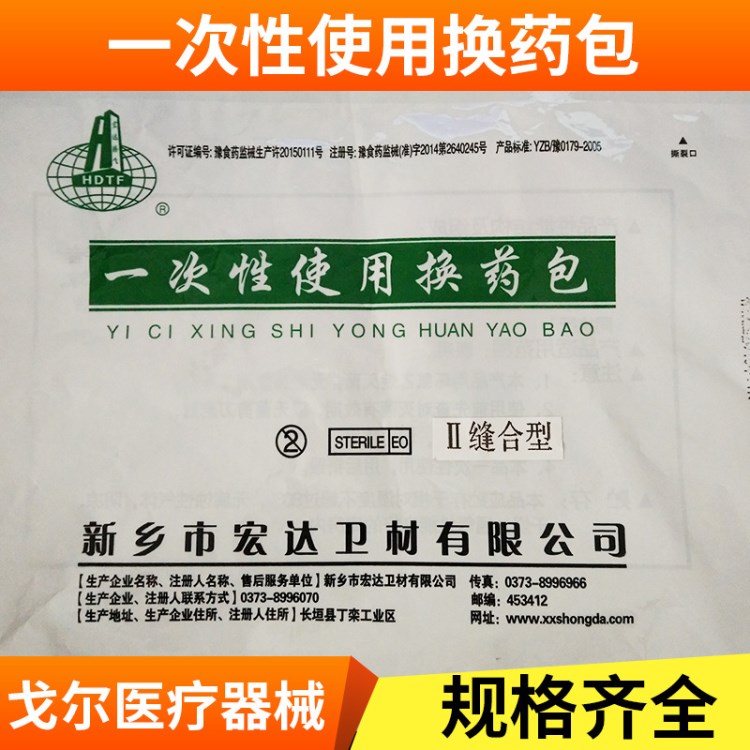 一次性使用换药包
HDTF
®
许可证编号: 豫食药监械生产许20150111号 注册号: 豫食药监械(准)字2014第2640245号 产品标准: YZB/豫0179-2005
撕裂口
一次性使用换药包
YI CI XING SHI YONG HUAN YAO BAO
2 STERILE EO Ⅱ缝合型
新乡市宏达卫材有限公司
【生产企业名称、注册人名称、售后服务单位】新乡市宏达卫材有限公司 传真: 0373-8996966
【生产企业、注册人联系方式】0373-8996070 邮编: 453412
【生产地址、生产企业住所、注册人住所】长垣县丁栾工业区 网址: www.xxshongda.com
戈尔医疗器械 规格齐全